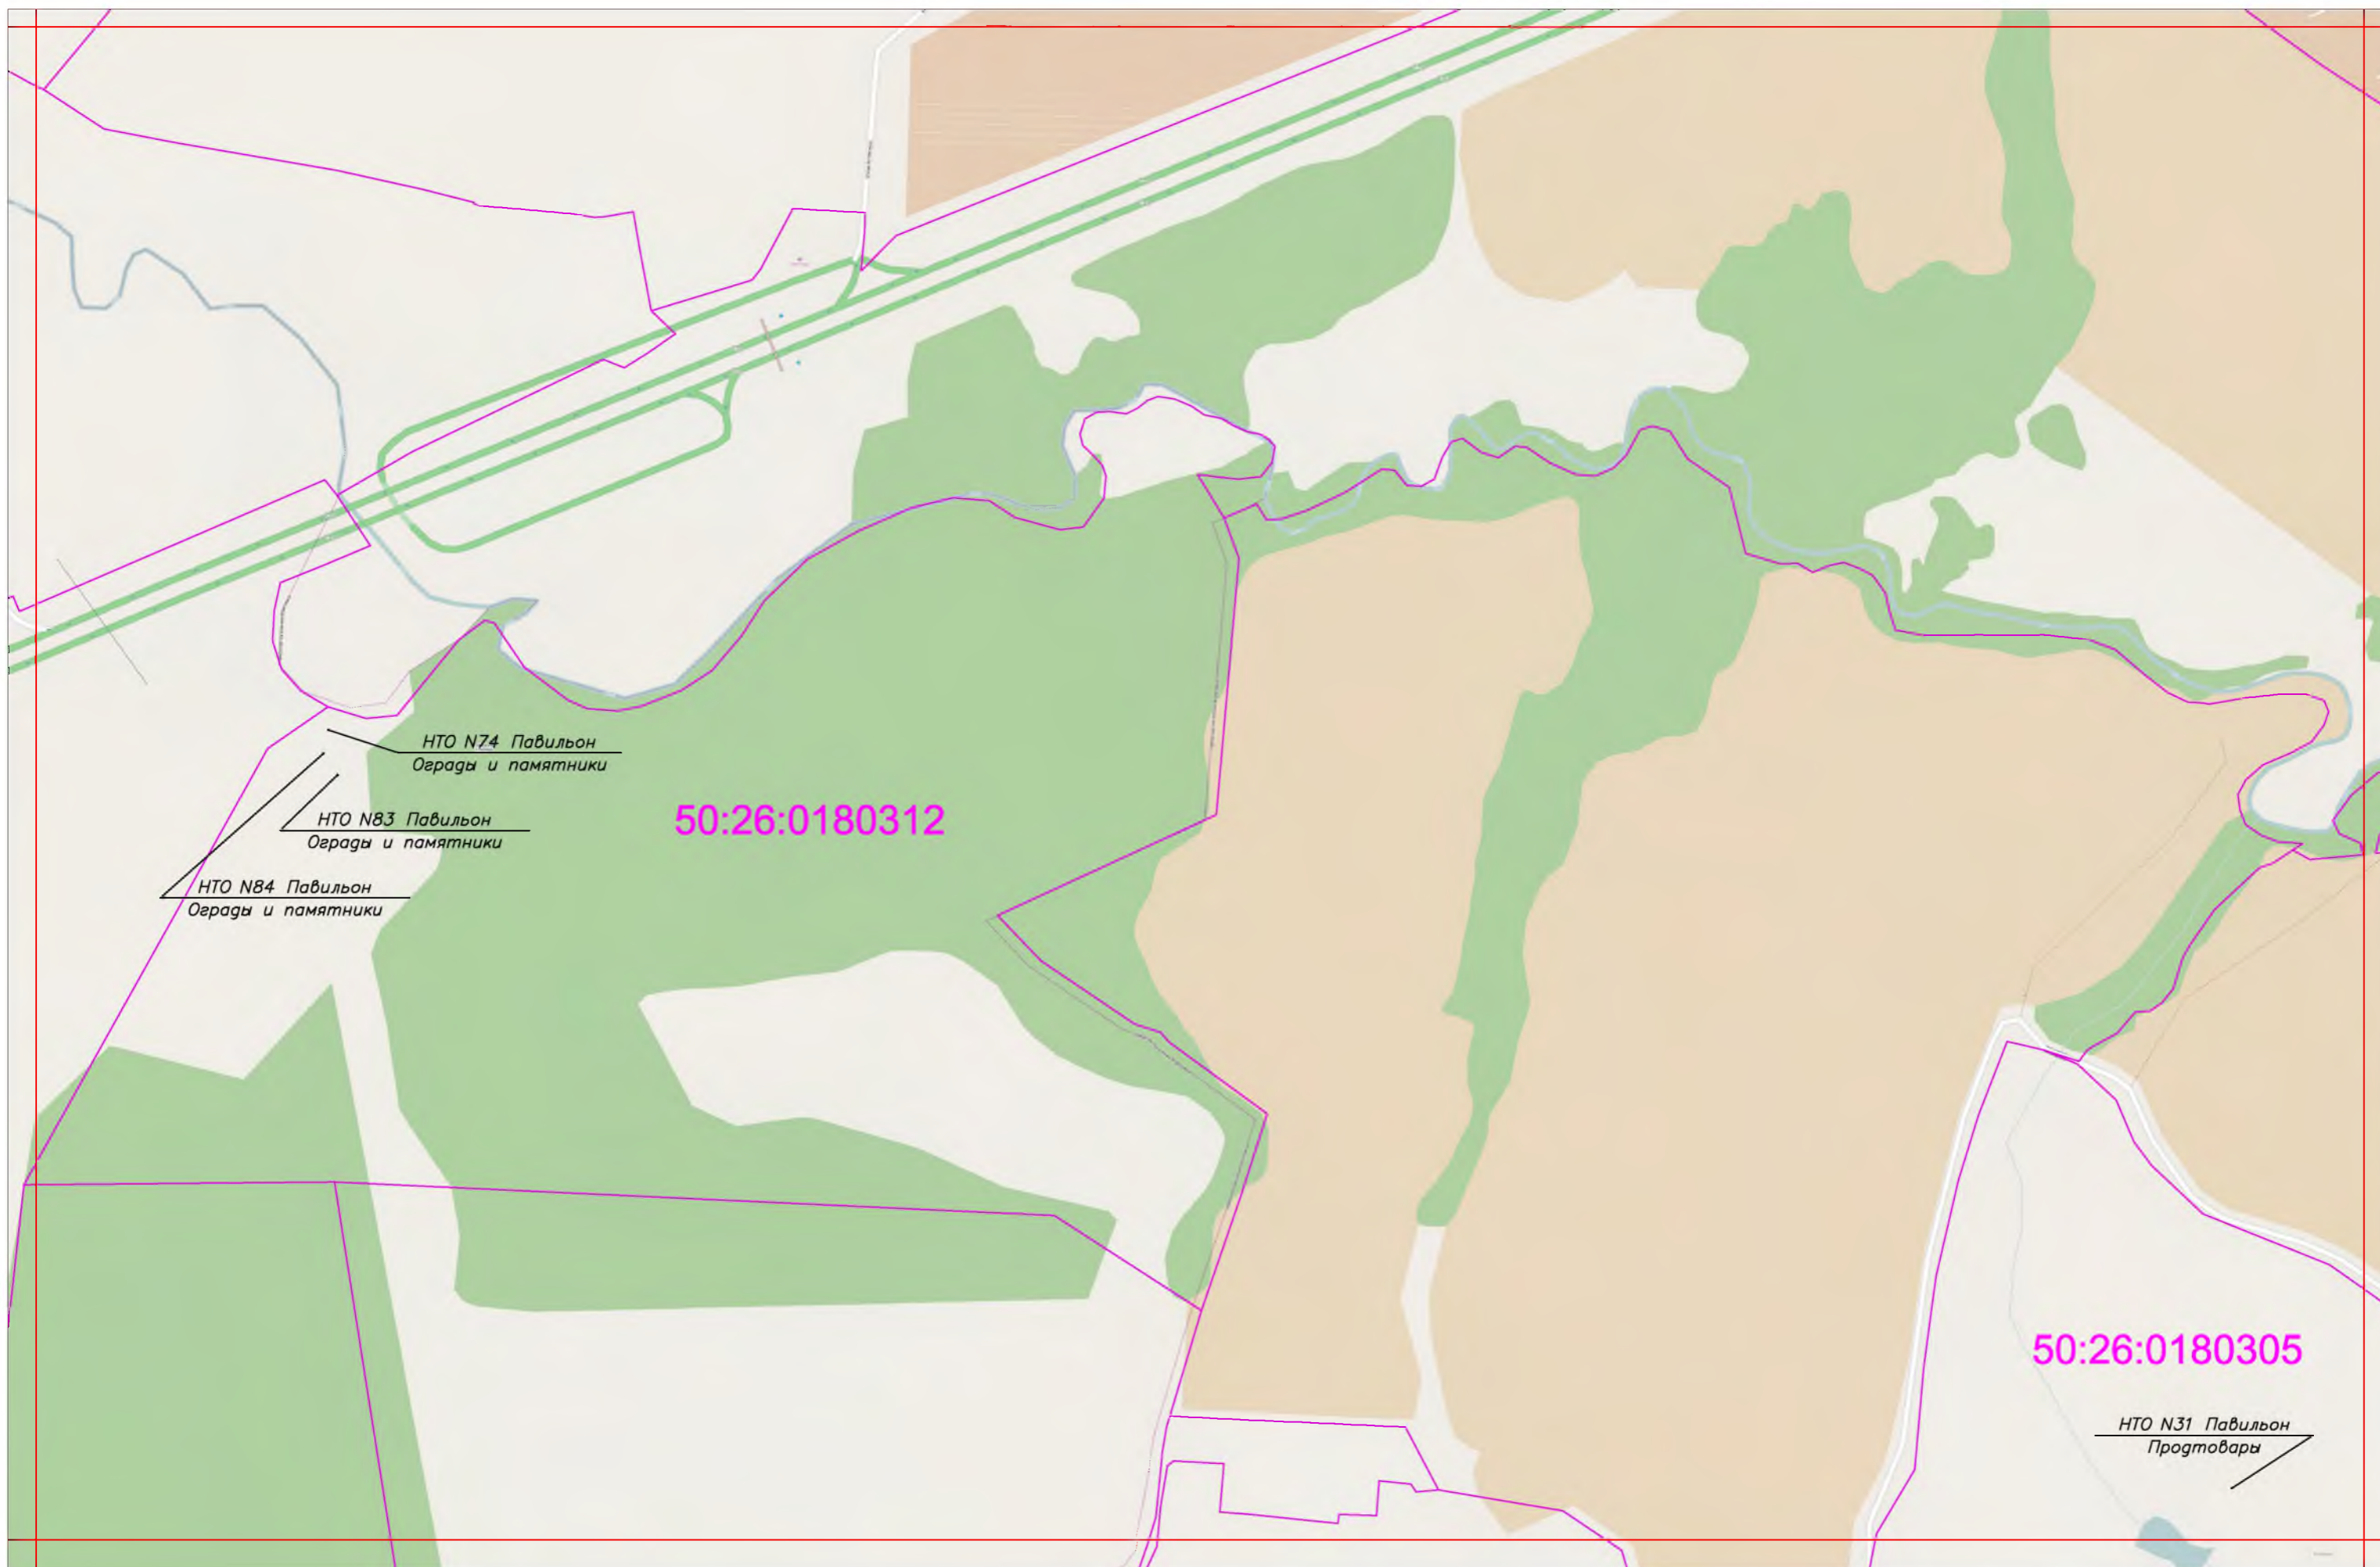 НТО N74 Павильон
Ограды и памятники
НТО N83 Павильон
Ограды и памятники
50:26:0180312
НТО N84 Павильон
Ограды и памятники
50:26:0180305
НТО N31 Павильон
Продтовары